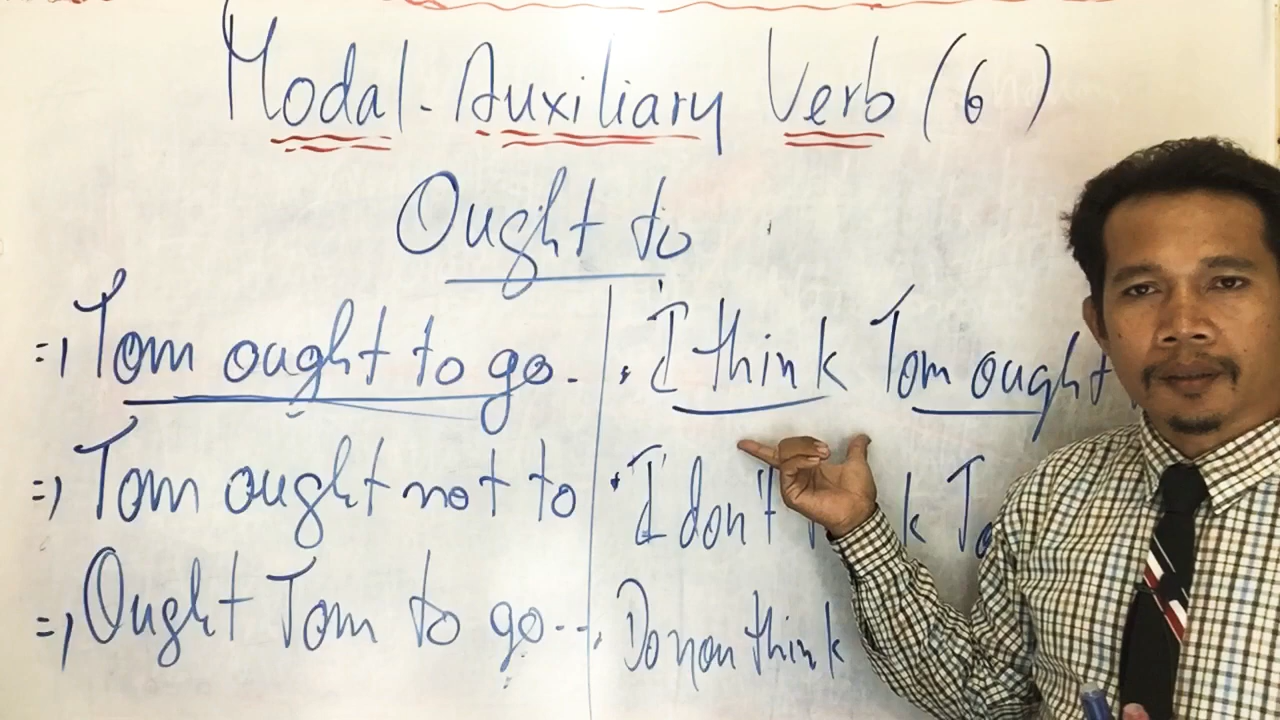 Modal-Auxiliary Verb (6)
Ought to
=, Tom ought to go.
=, Tom ought not to
=, Ought Tom to go..
. I think Tom ought
. I don't k To
. Do you think